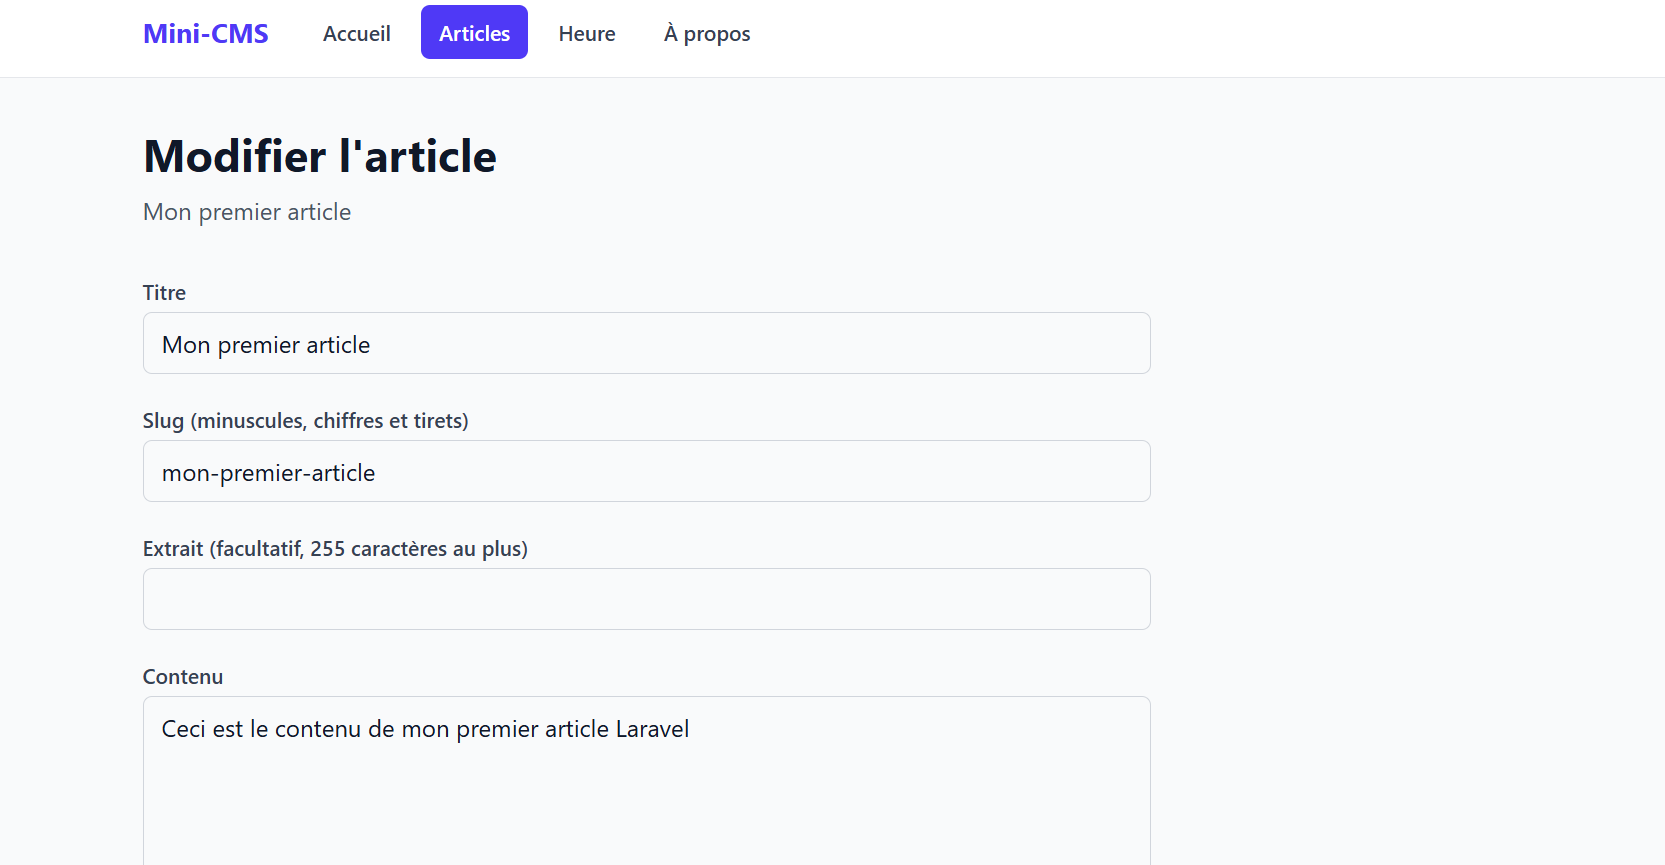 Mini-CMS Accueil Articles Heure À propos
Modifier l'article
Mon premier article
Titre
Mon premier article
Slug (minuscules, chiffres et tirets)
mon-premier-article
Extrait (facultatif, 255 caractères au plus)
Contenu
Ceci est le contenu de mon premier article Laravel